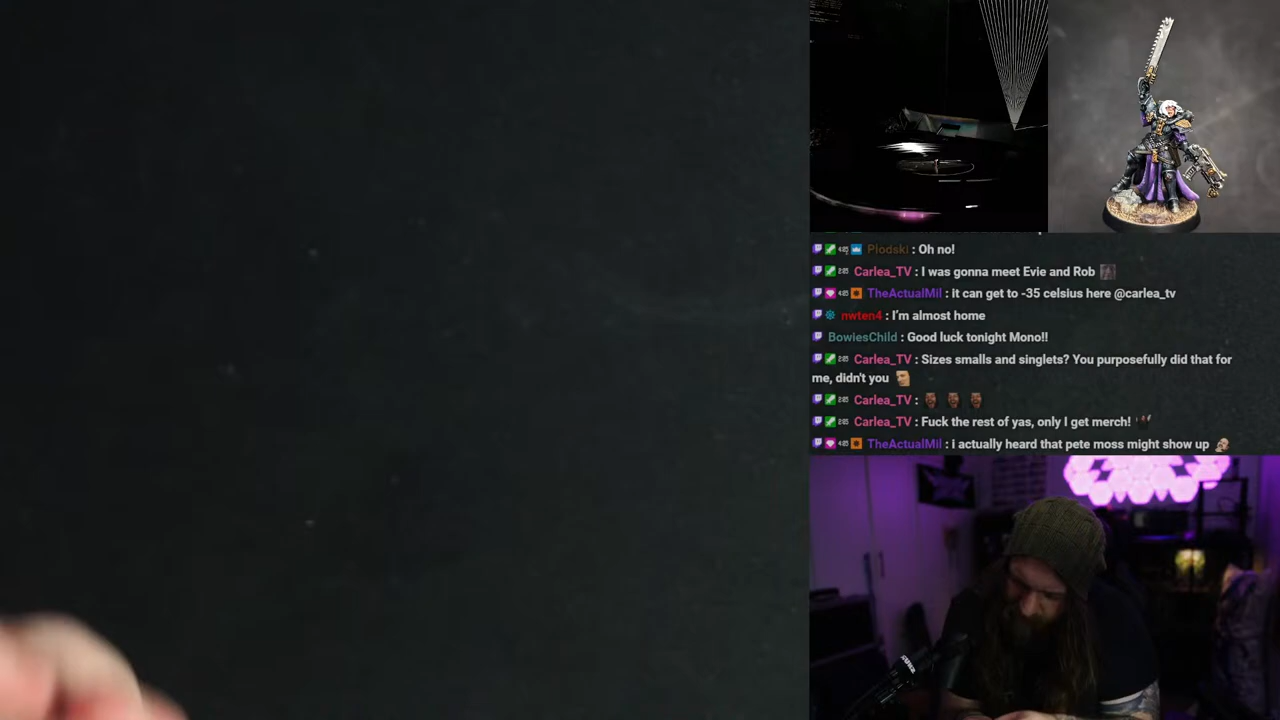 Plodski : Oh no!
Carlea_TV : I was gonna meet Evie and Rob
TheActualMil : it can get to -35 celsius here @carlea_tv
nwten4 : I'm almost home
BowiesChild : Good luck tonight Mono!!
Carlea_TV : Sizes smalls and singlets? You purposefully did that for
me, didn't you
Carlea_TV :
Carlea_TV : Fuck the rest of yas, only I get merch!
TheActualMil : i actually heard that pete moss might show up